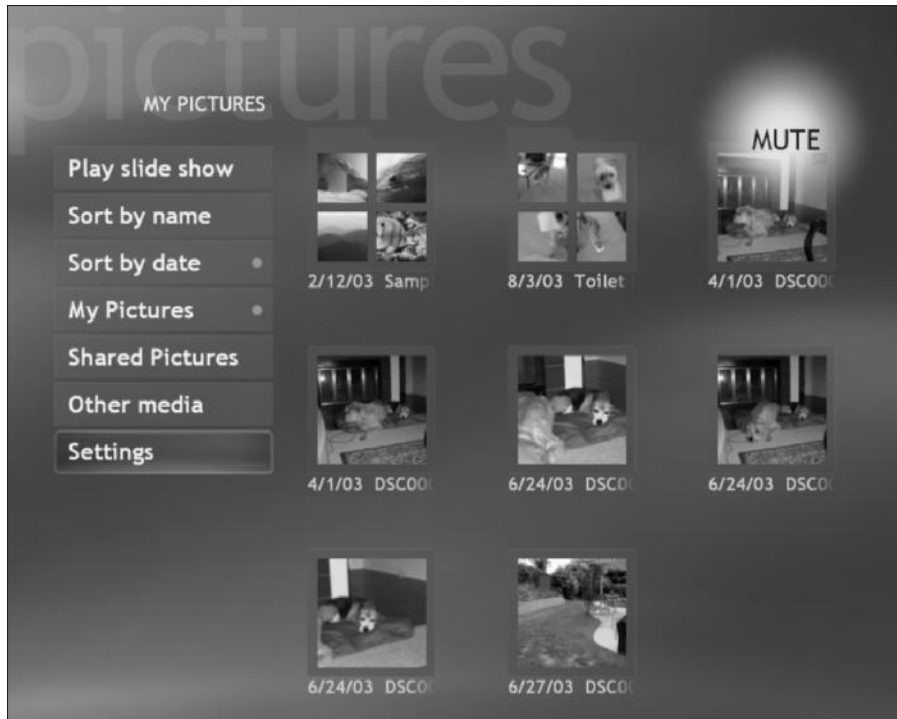 pictures
MY PICTURES
MUTE
Play slide show
Sort by name
Sort by date
My Pictures
Shared Pictures
Other media
Settings
2/12/03 Samp
8/3/03 Toilet
4/1/03 DSC00
4/1/03 DSC00
6/24/03 DSC0
6/24/03 DSC0
6/24/03 DSC0
6/27/03 DSC0